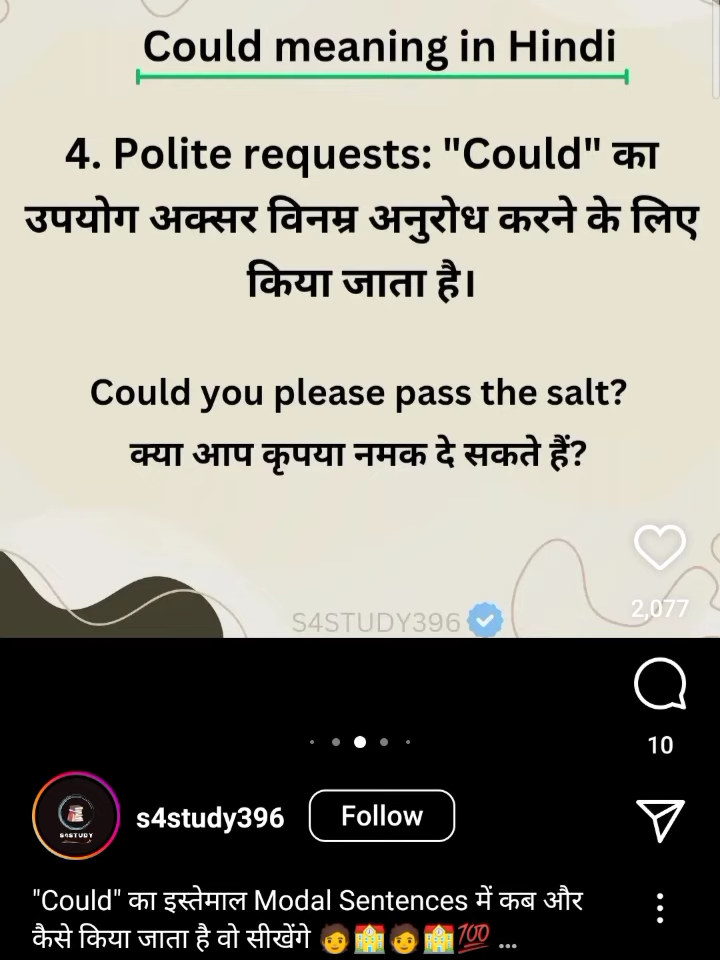 Could meaning in Hindi
4. Polite requests: "Could" का
उपयोग अक्सर विनम्र अनुरोध करने के लिए
किया जाता है।
Could you please pass the salt?
क्या आप कृपया नमक दे सकते हैं?
S4STUDY396
2,077
10
S4STUDY
s4study396
Follow
"Could" का इस्तेमाल Modal Sentences में कब और
कैसे किया जाता है वो सीखेंगे 🧑🏫🧑🏫💯 ...